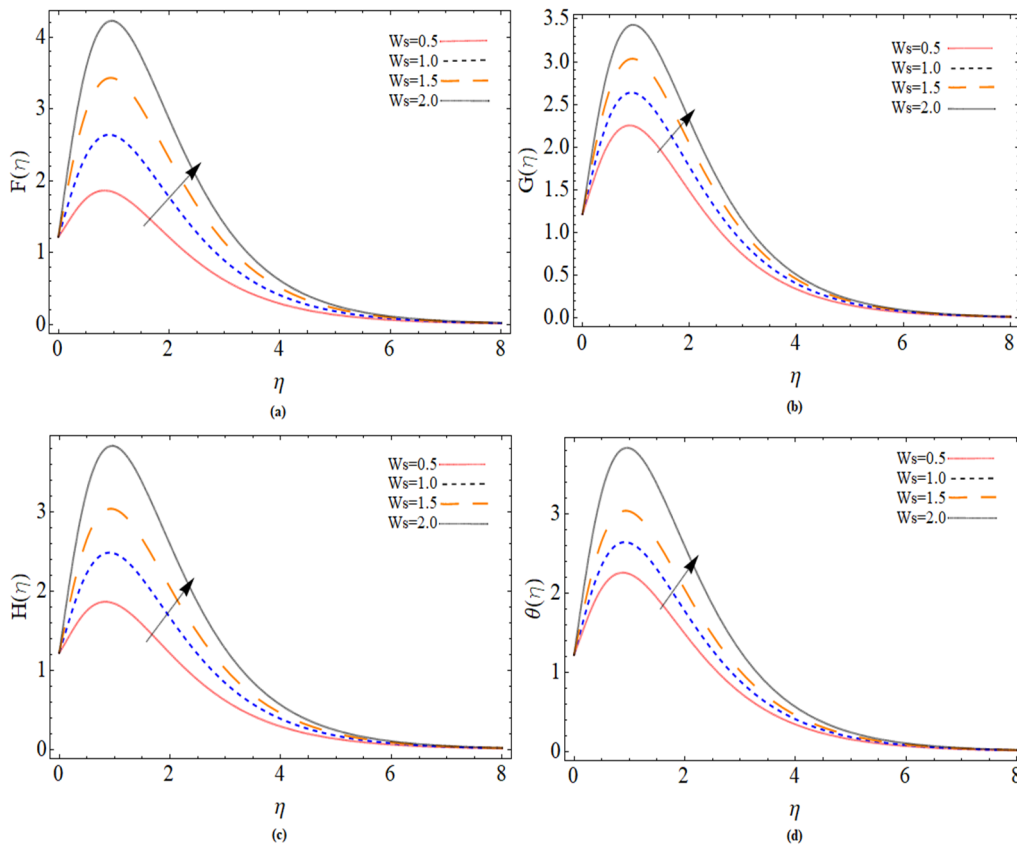 F(η)
4
3
2
1
0
0 2 4 6 8
η
(a)
Ws=0.5
Ws=1.0
Ws=1.5
Ws=2.0
G(η)
3.5
3.0
2.5
2.0
1.5
1.0
0.5
0.0
0 2 4 6 8
η
(b)
Ws=0.5
Ws=1.0
Ws=1.5
Ws=2.0
H(η)
3
2
1
0
0 2 4 6 8
η
(c)
Ws=0.5
Ws=1.0
Ws=1.5
Ws=2.0
θ(η)
3
2
1
0
0 2 4 6 8
η
(d)
Ws=0.5
Ws=1.0
Ws=1.5
Ws=2.0